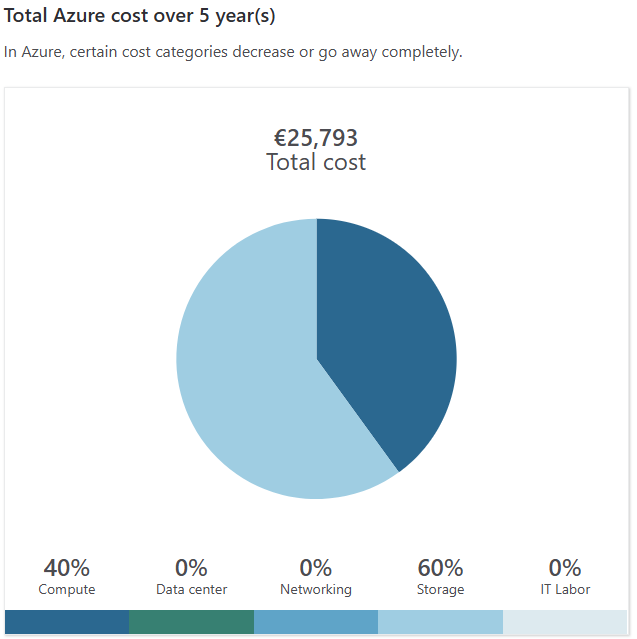 Total Azure cost over 5 year(s)
In Azure, certain cost categories decrease or go away completely.
€25,793
Total cost
40% 0% 0% 60% 0%
Compute Data center Networking Storage IT Labor